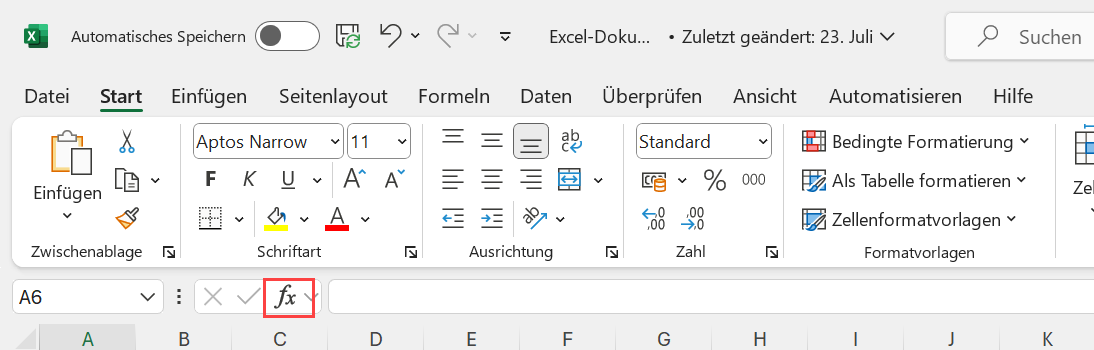 Automatisches Speichern Excel-Doku... • Zuletzt geändert: 23. Juli Suchen
Datei Start Einfügen Seitenlayout Formeln Daten Überprüfen Ansicht Automatisieren Hilfe
Aptos Narrow 11 ab c Standard Bedingte Formatierung
Einfügen F K U A A % 000 Als Tabelle formatieren Ze
A ,00 ,00 Zellenformatvorlagen
Zwischenablage Schriftart Ausrichtung Zahl Formatvorlagen
A6 fx
A B C D E F G H I J K